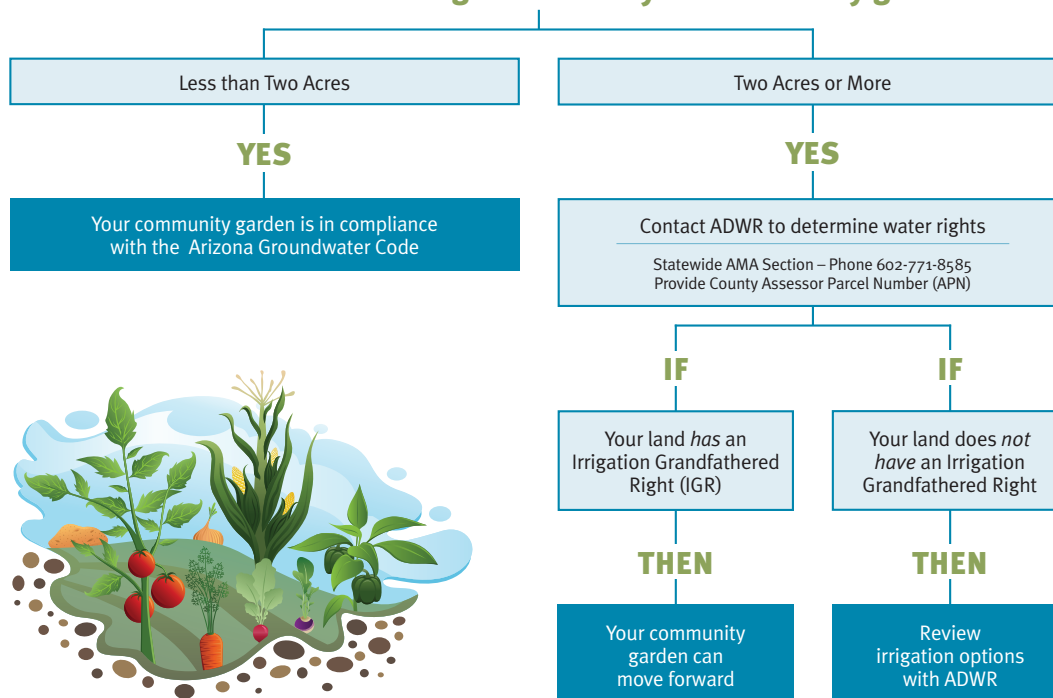 Less than Two Acres
Two Acres or More
YES
YES
Your community garden is in compliance
with the Arizona Groundwater Code
Contact ADWR to determine water rights
Statewide AMA Section – Phone 602-771-8585
Provide County Assessor Parcel Number (APN)
IF
IF
Your land has an
Irrigation Grandfathered
Right (IGR)
Your land does not
have an Irrigation
Grandfathered Right
THEN
THEN
Your community
garden can
move forward
Review
irrigation options
with ADWR